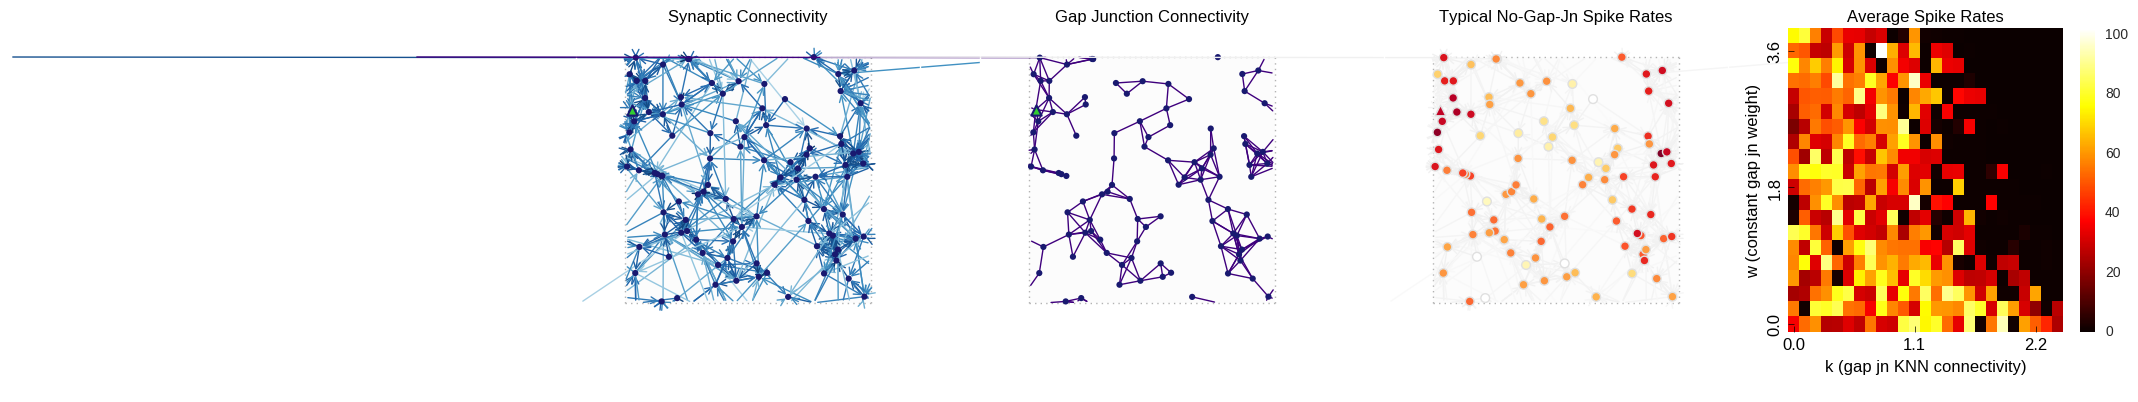 Synaptic Connectivity
Gap Junction Connectivity
Typical No-Gap-Jn Spike Rates
Average Spike Rates
w (constant gap jn weight)
3.6
1.8
0.0
0.0
1.1
2.2
k (gap jn KNN connectivity)
100
80
60
40
20
0